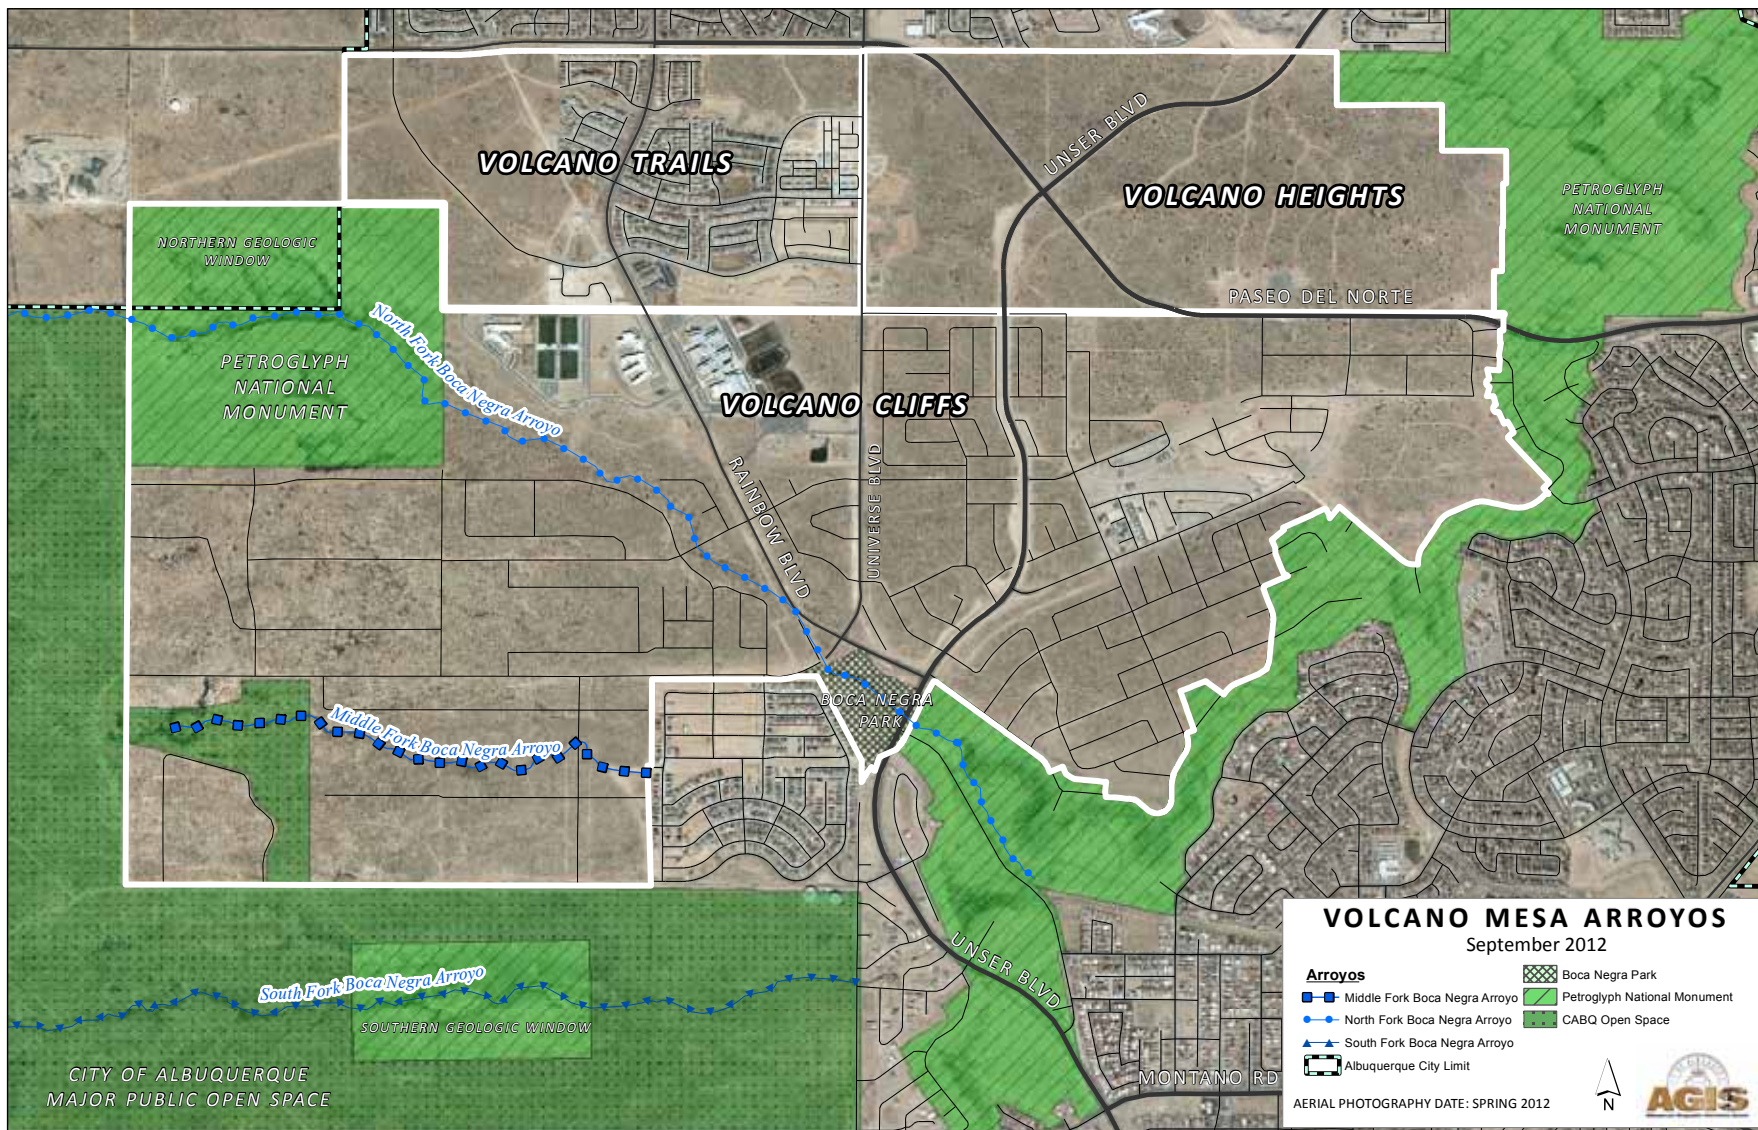 UNSER BLVD
VOLCANO TRAILS
VOLCANO HEIGHTS
PETROGLYPH
NATIONAL
MONUMENT
NORTHERN GEOLOGIC
WINDOW
PASEO DEL NORTE
North Fork Boca Negra Arroyo
PETROGLYPH
NATIONAL
MONUMENT
VOLCANO CLIFFS
RAINBOW BLVD
UNIVERSE BLVD
BOCA NEGRA
PARK
Middle Fork Boca Negra Arroyo
South Fork Boca Negra Arroyo
SOUTHERN GEOLOGIC WINDOW
UNSER BLVD
CITY OF ALBUQUERQUE
MAJOR PUBLIC OPEN SPACE
MONTANO RD
VOLCANO MESA ARROYOS
September 2012
Arroyos
Middle Fork Boca Negra Arroyo
North Fork Boca Negra Arroyo
South Fork Boca Negra Arroyo
Albuquerque City Limit
Boca Negra Park
Petroglyph National Monument
CABQ Open Space
AERIAL PHOTOGRAPHY DATE: SPRING 2012
N
AGIS